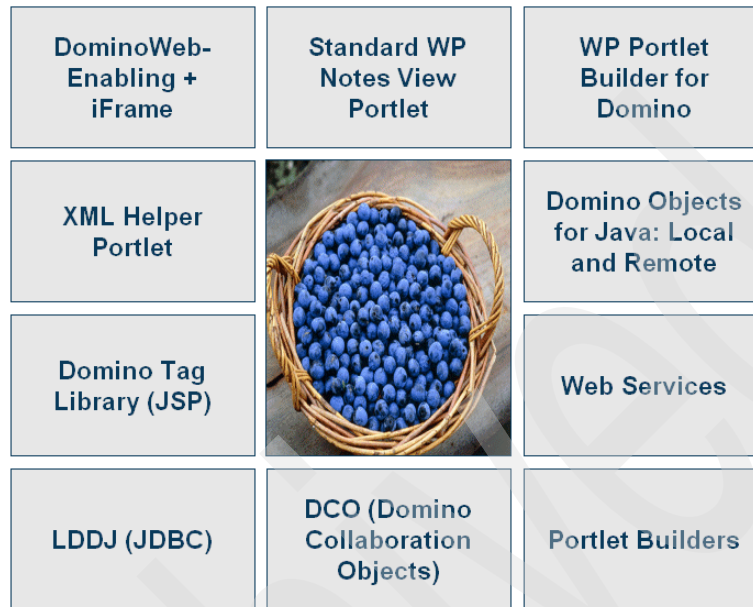 DominoWeb-
Enabling +
iFrame
Standard WP
Notes View
Portlet
WP Portlet
Builder for
Domino
XML Helper
Portlet
Domino Objects
for Java: Local
and Remote
Domino Tag
Library (JSP)
Web Services
LDDJ (JDBC)
DCO (Domino
Collaboration
Objects)
Portlet Builders